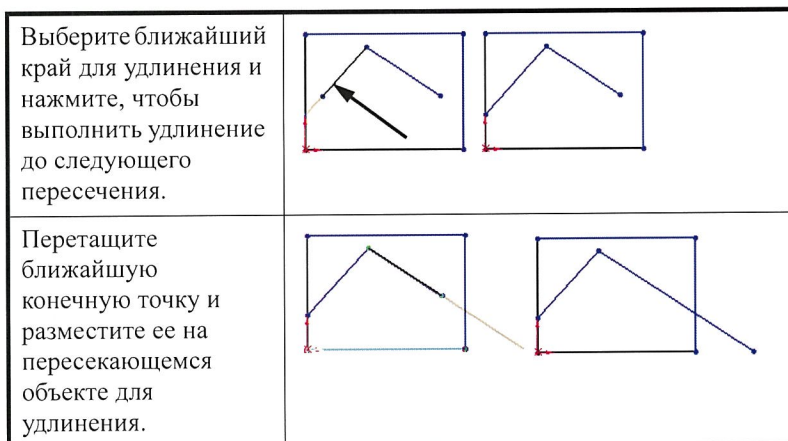 Выберите ближайший
край для удлинения и
нажмите, чтобы
выполнить удлинение
до следующего
пересечения.
Перетащите
ближайшую
конечную точку и
разместите ее на
пересекающемся
объекте для
удлинения.